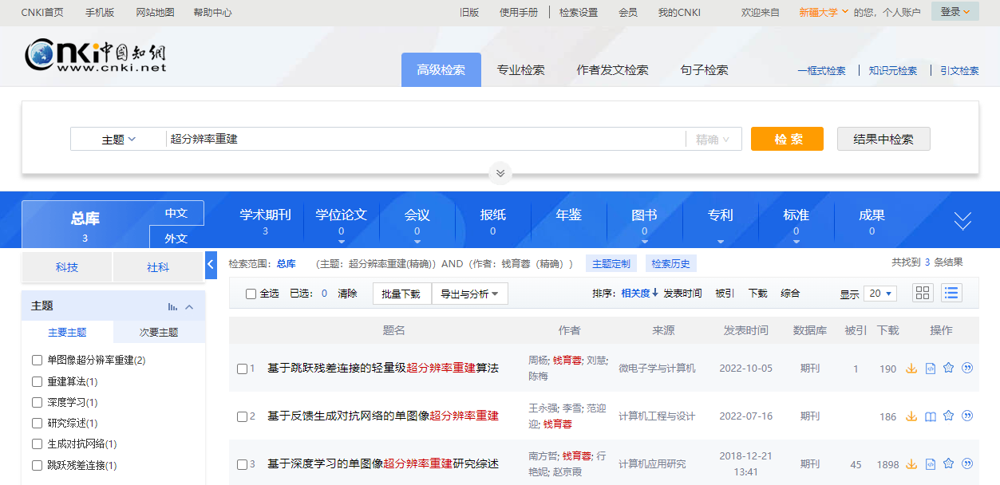 CNKI首页 手机版 网站地图 帮助中心 旧版 使用手册 检索设置 会员 我的CNKI 欢迎来自 新疆大学 的您，个人账户 登录
cnki中国知網
www.cnki.net
高级检索 专业检索 作者发文检索 句子检索 一框式检索 知识元检索 引文检索
主题 超分辨率重建 精确 检索 结果中检索
总库 3 中文 外文 学术期刊 3 学位论文 0 会议 0 报纸 0 年鉴 图书 0 专利 标准 0 成果 0
科技 社科 检索范围：总库 （主题：超分辨率重建(精确)）AND（作者：钱育蓉（精确）） 主题定制 检索历史 共找到 3 条结果
全选 已选：0 清除 批量下载 导出与分析 排序：相关度↓ 发表时间 被引 下载 综合 显示 20
主题
主要主题 次要主题
单图像超分辨率重建(2)
重建算法(1)
深度学习(1)
研究综述(1)
生成对抗网络(1)
跳跃残差连接(1)
题名 作者 来源 发表时间 数据库 被引 下载 操作
1 基于跳跃残差连接的轻量级超分辨率重建算法 周杨; 钱育蓉; 刘慧; 陈梅 微电子学与计算机 2022-10-05 期刊 1 190
2 基于反馈生成对抗网络的单图像超分辨率重建 王永强; 李雪; 范迎迎; 钱育蓉 计算机工程与设计 2022-07-16 期刊 186
3 基于深度学习的单图像超分辨率重建研究综述 南方哲; 钱育蓉; 行艳妮; 赵京霞 计算机应用研究 2018-12-21 13:41 期刊 45 1898